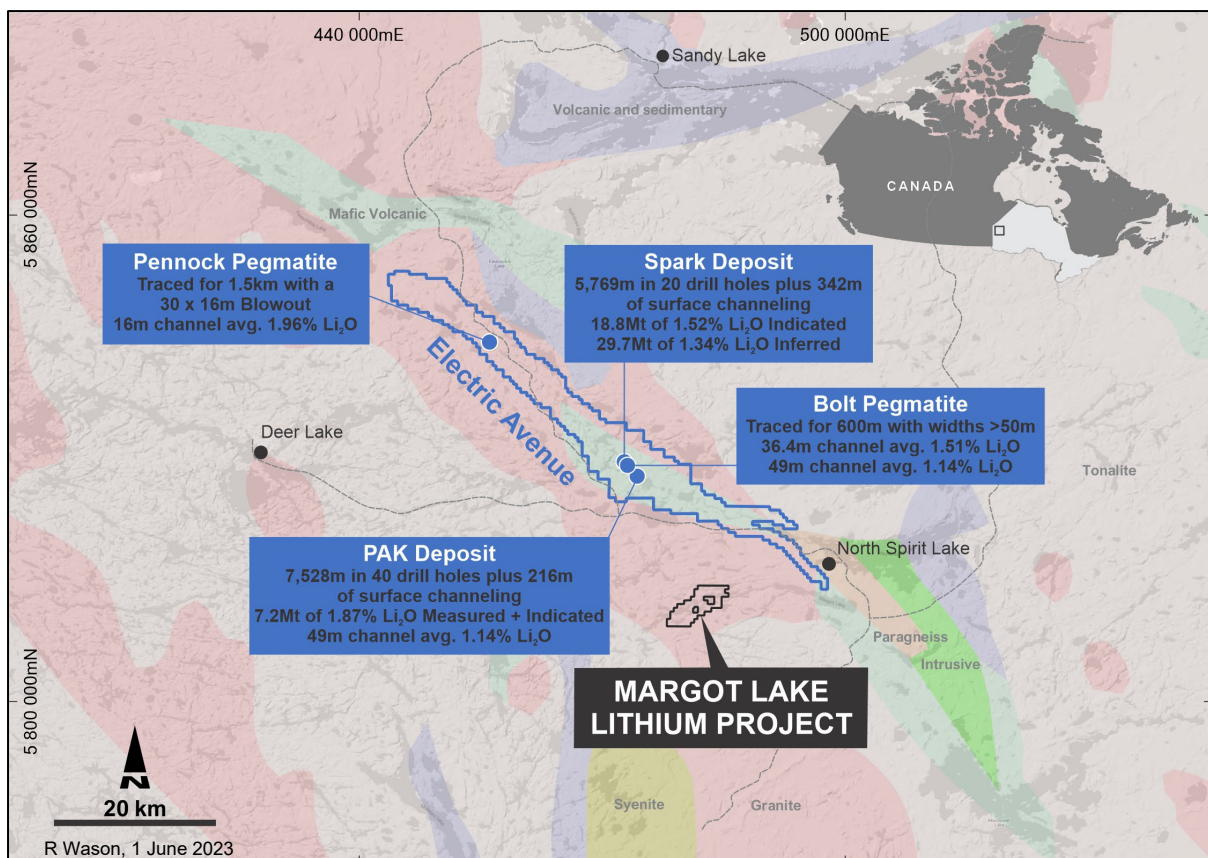 440 000mE
500 000mE
Sandy Lake
Volcanic and sedimentary
CANADA
5 860 000mN
Mafic Volcanic
Pennock Pegmatite
Traced for 1.5km with a
30 x 16m Blowout
16m channel avg. 1.96% Li₂O
Spark Deposit
5,769m in 20 drill holes plus 342m
of surface channeling
18.8Mt of 1.52% Li₂O Indicated
29.7Mt of 1.34% Li₂O Inferred
Electric Avenue
Bolt Pegmatite
Traced for 600m with widths >50m
36.4m channel avg. 1.51% Li₂O
49m channel avg. 1.14% Li₂O
Deer Lake
Tonalite
PAK Deposit
7,528m in 40 drill holes plus 216m
of surface channeling
7.2Mt of 1.87% Li₂O Measured + Indicated
49m channel avg. 1.14% Li₂O
North Spirit Lake
Paragneiss
Intrusive
MARGOT LAKE
LITHIUM PROJECT
5 800 000mN
N
20 km
Syenite
Granite
R Wason, 1 June 2023